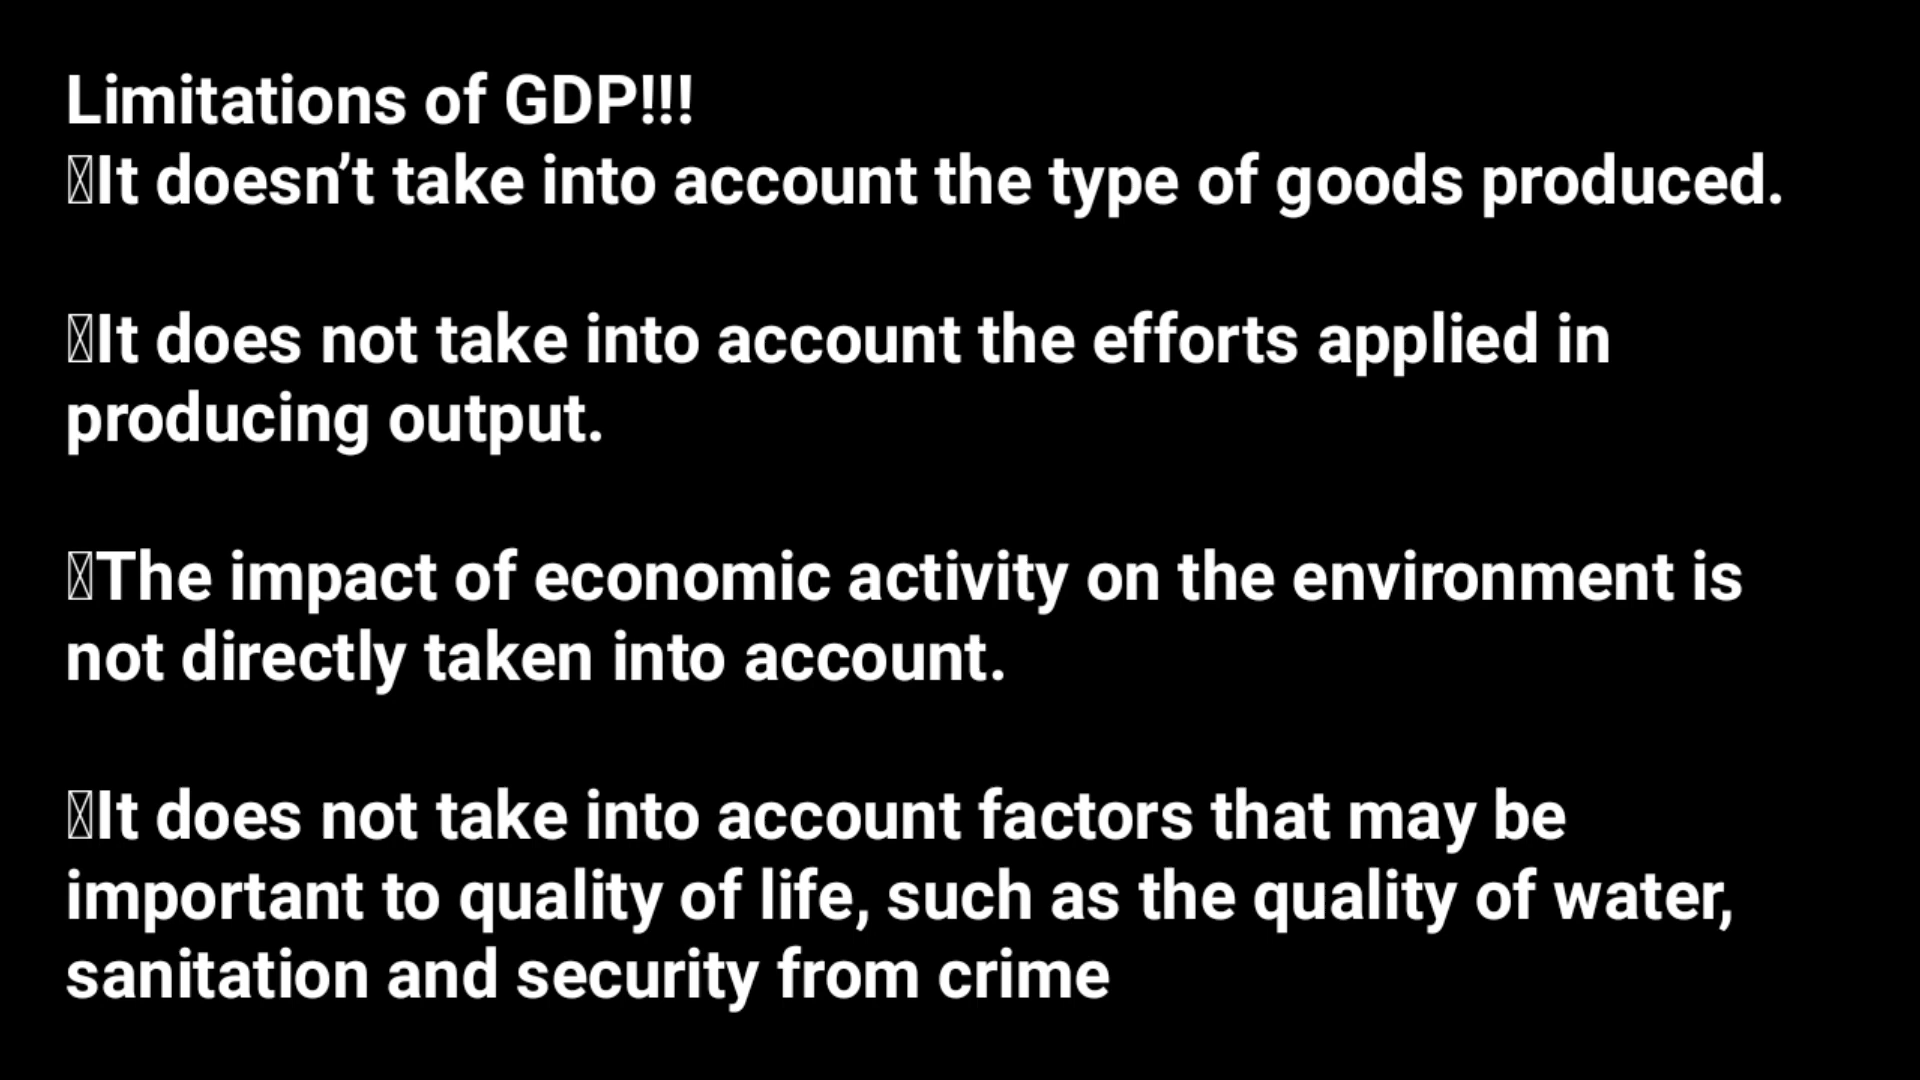 Limitations of GDP!!!
It doesn’t take into account the type of goods produced.
It does not take into account the efforts applied in
producing output.
The impact of economic activity on the environment is
not directly taken into account.
It does not take into account factors that may be
important to quality of life, such as the quality of water,
sanitation and security from crime